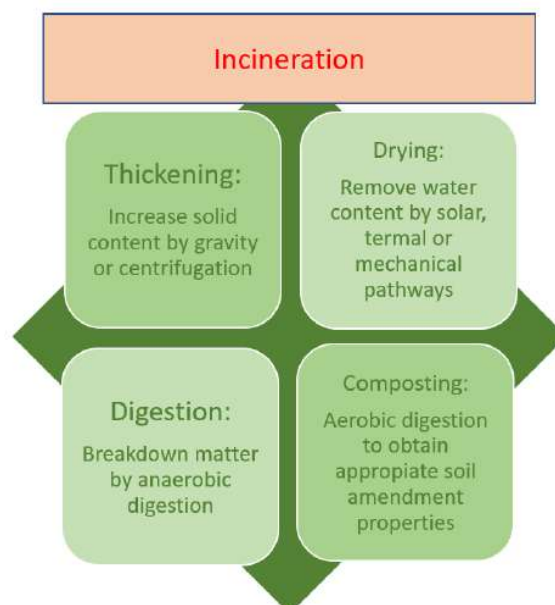 Incineration
Thickening:
Increase solid
content by gravity
or centrifugation
Drying:
Remove water
content by solar,
termal or
mechanical
pathways
Digestion:
Breakdown matter
by anaerobic
digestion
Composting:
Aerobic digestion
to obtain
appropiate soil
amendment
properties